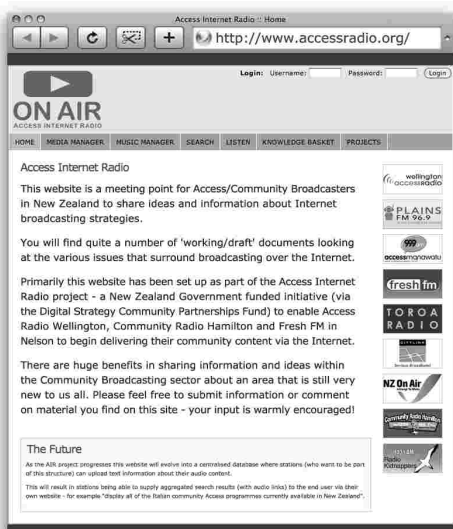 Access Internet Radio :: Home
http://www.accessradio.org/
Login: Username: Password: Login
ON AIR
ACCESS INTERNET RADIO
HOME MEDIA MANAGER MUSIC MANAGER SEARCH LISTEN KNOWLEDGE BASKET PROJECTS
Access Internet Radio
This website is a meeting point for Access/Community Broadcasters
in New Zealand to share ideas and information about Internet
broadcasting strategies.
You will find quite a number of 'working/draft' documents looking
at the various issues that surround broadcasting over the Internet.
Primarily this website has been set up as part of the Access Internet
Radio project - a New Zealand Government funded initiative (via
the Digital Strategy Community Partnerships Fund) to enable Access
Radio Wellington, Community Radio Hamilton and Fresh FM in
Nelson to begin delivering their community content via the Internet.
There are huge benefits in sharing information and ideas within
the Community Broadcasting sector about an area that is still very
new to us all. Please feel free to submit information or comment
on material you find on this site - your input is warmly encouraged!
The Future
As the AIR project progresses this website will evolve into a centralised database where stations (who want to be part
of this structure) can upload text information about their audio content.
This will result in stations being able to supply aggregated search results (with audio links) to the end user via their
own website - for example "display all of the Italian community Access programmes currently available in New Zealand".
wellington
accessradio
PLAINS
FM 96.9
999
accessmanawatu
fresh fm
TOROA
RADIO
CITYLINK
NZ On Air
Community Radio Hamilton
Radio
Kidnappers